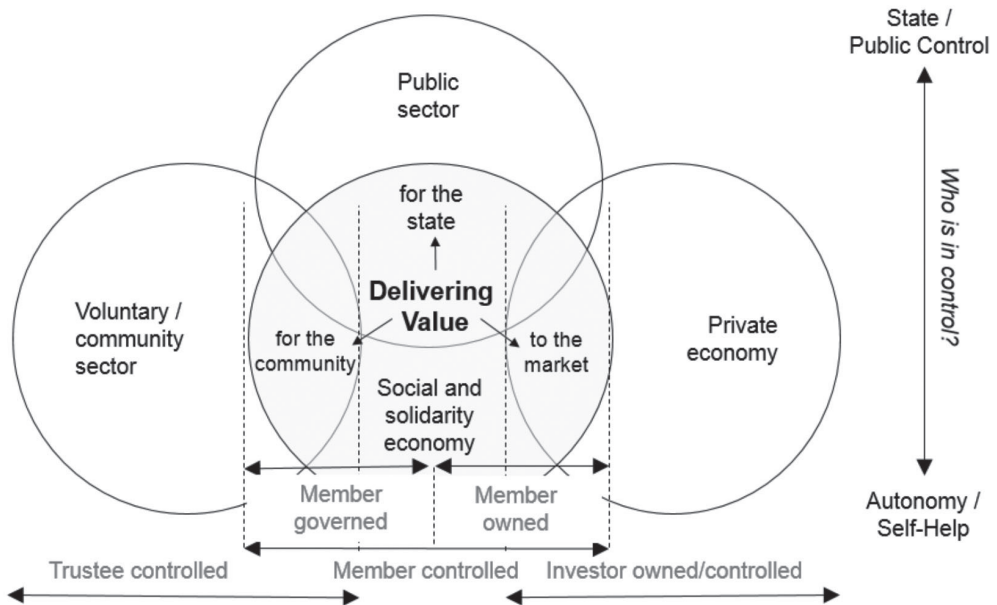 State /
Public Control
Public
sector
for the
state
Who is in control?
Delivering
Value
Voluntary /
community
sector
for the
community
to the
market
Private
economy
Social and
solidarity
economy
Member
governed
Member
owned
Autonomy /
Self-Help
Trustee controlled
Member controlled
Investor owned/controlled